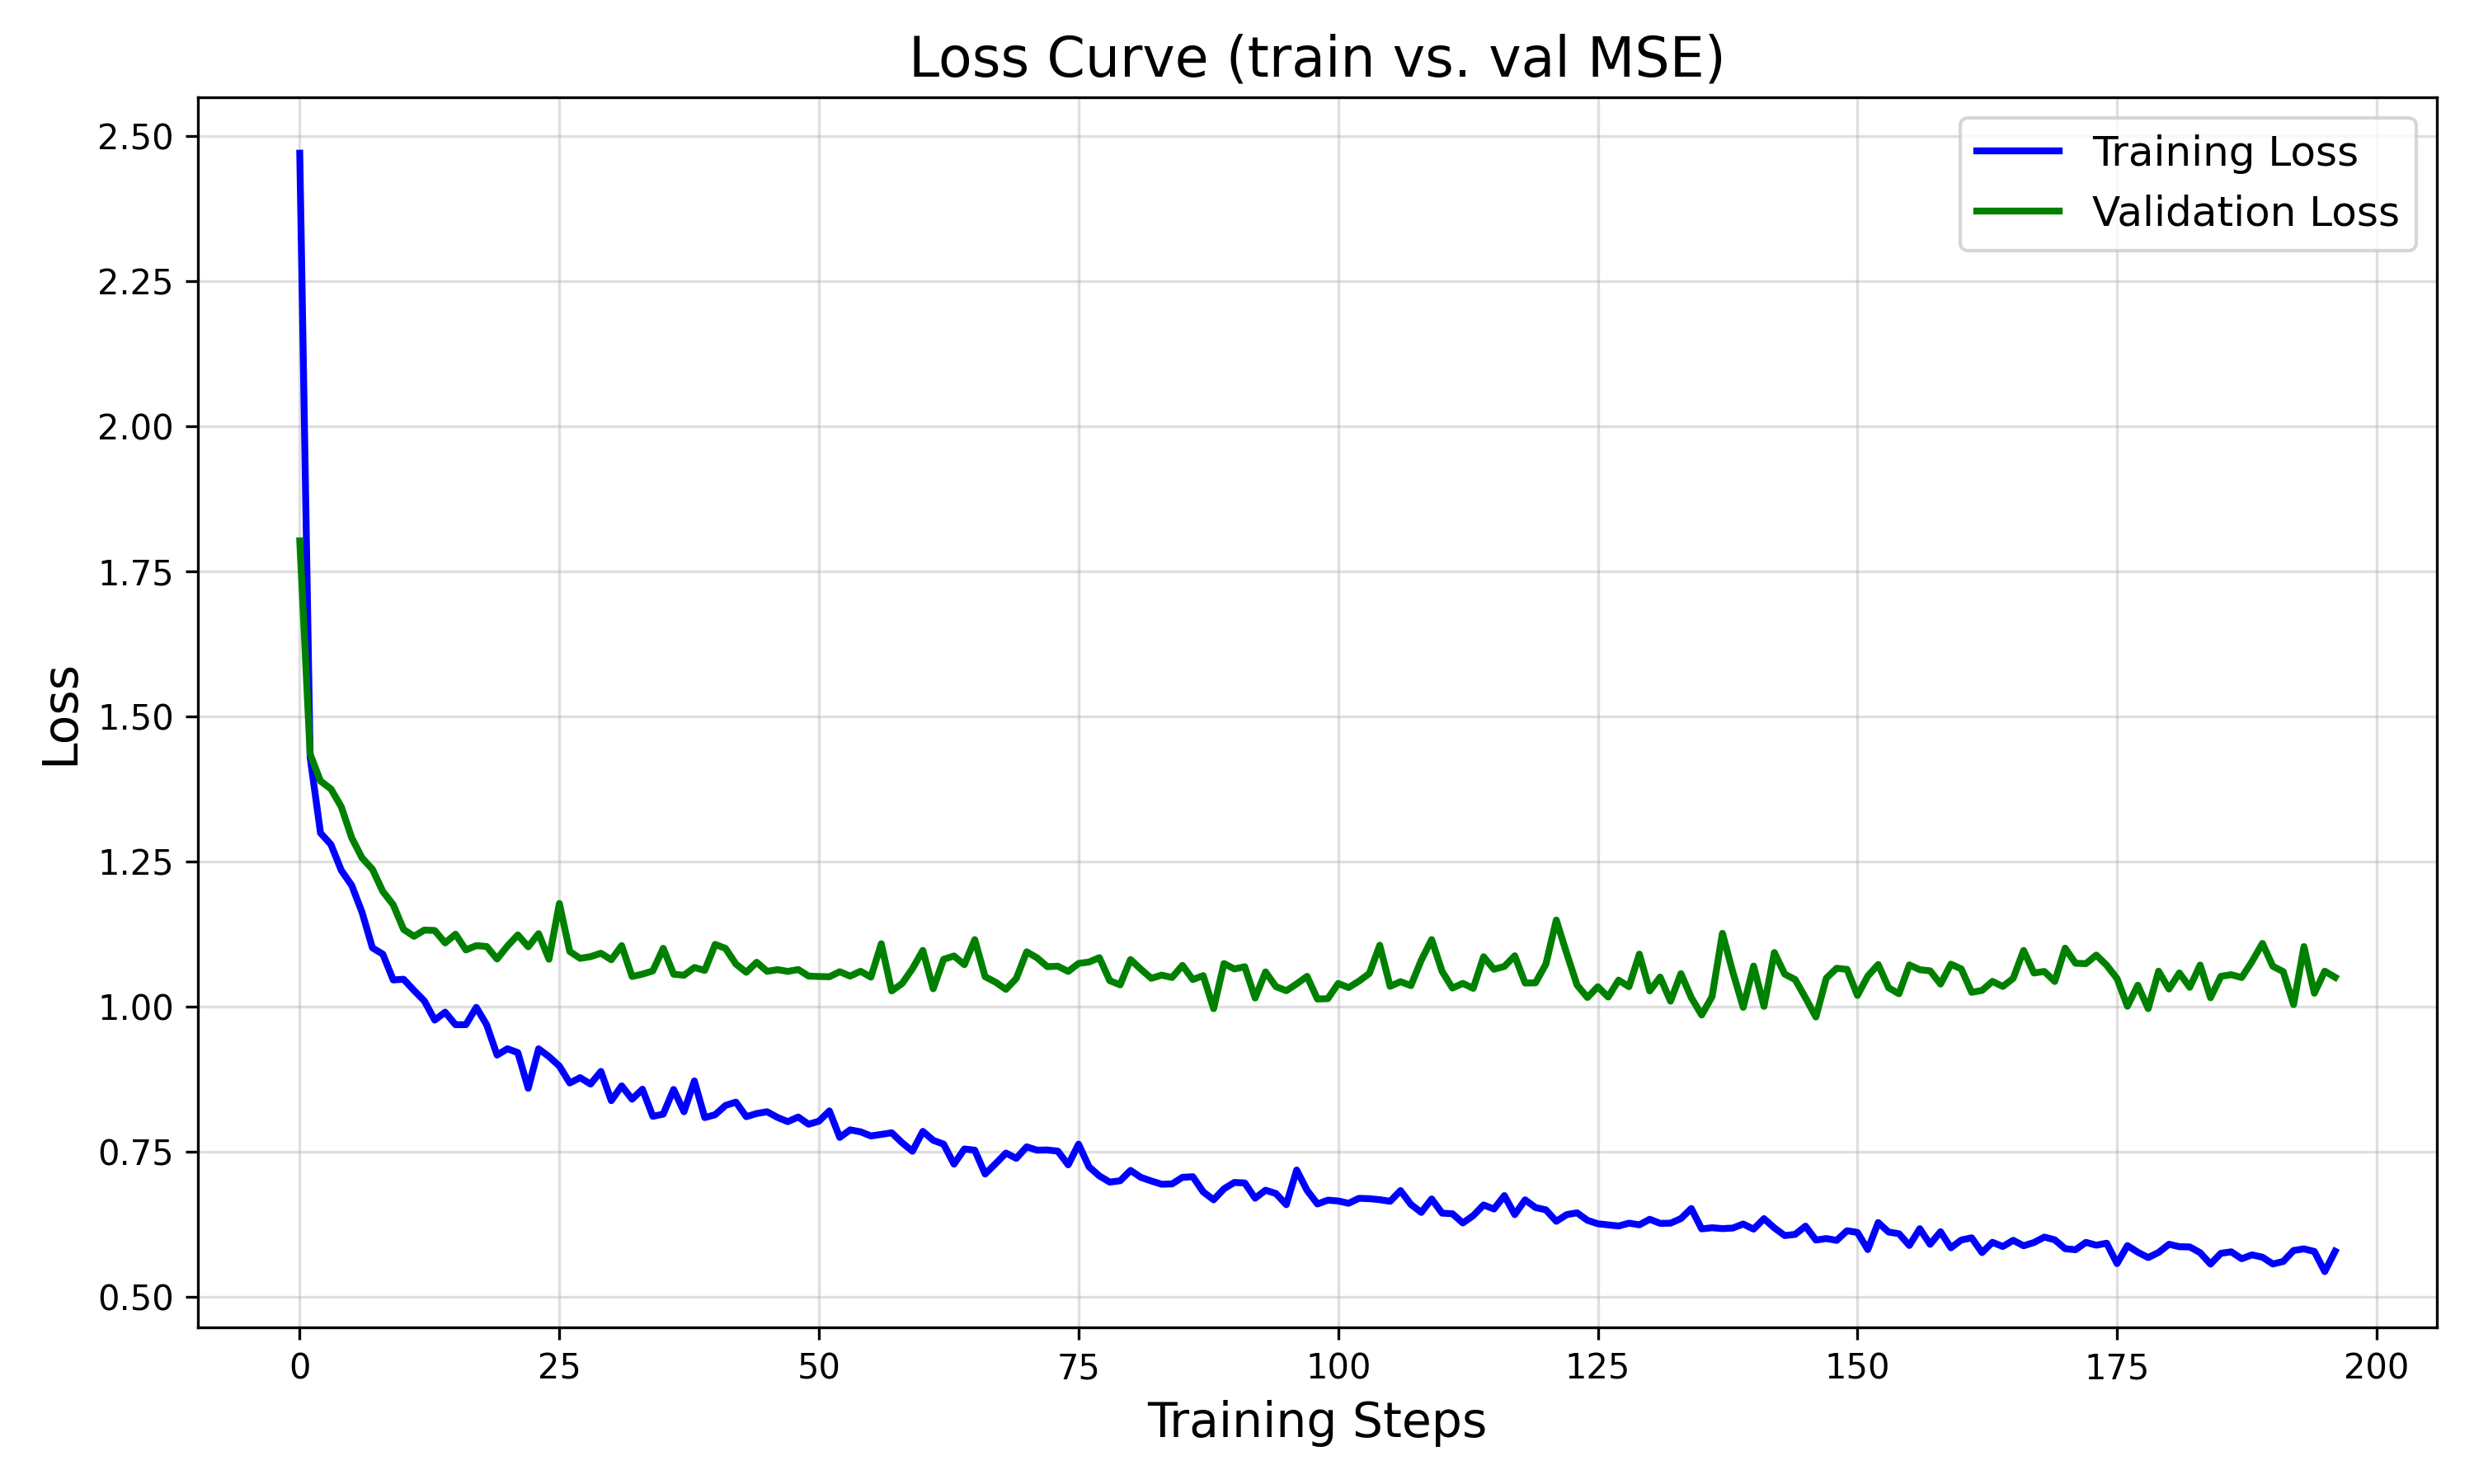 Loss Curve (train vs. val MSE)
Training Loss
Validation Loss
2.50
2.25
2.00
1.75
1.50
1.25
1.00
0.75
0.50
Loss
0 25 50 75 100 125 150 175 200
Training Steps